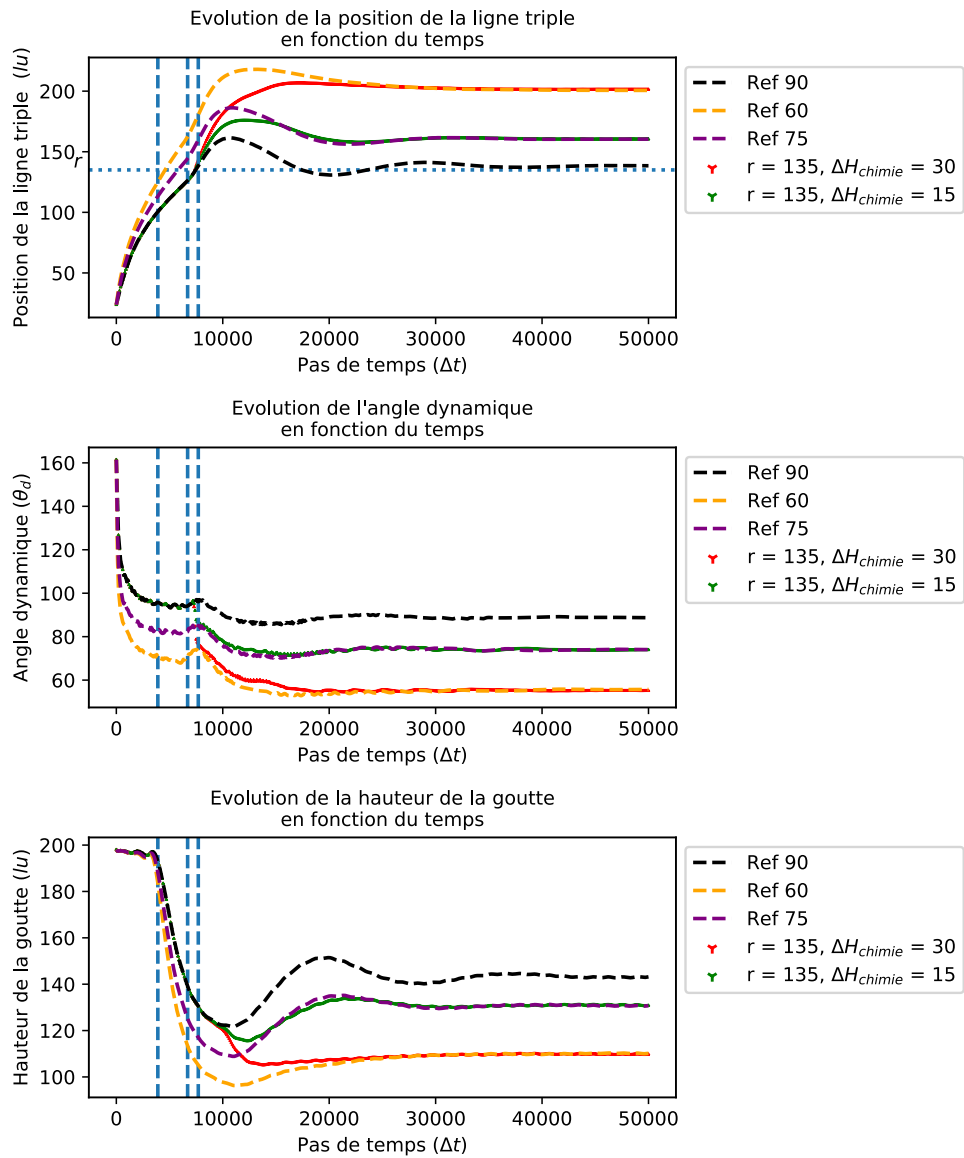 Evolution de la position de la ligne triple
en fonction du temps
Position de la ligne triple (lu)
200
150
r
100
50
0 10000 20000 30000 40000 50000
Pas de temps (Δt)
Ref 90
Ref 60
Ref 75
r = 135, ΔH_chimie = 30
r = 135, ΔH_chimie = 15
Evolution de l'angle dynamique
en fonction du temps
Angle dynamique (θ_d)
160
140
120
100
80
60
0 10000 20000 30000 40000 50000
Pas de temps (Δt)
Ref 90
Ref 60
Ref 75
r = 135, ΔH_chimie = 30
r = 135, ΔH_chimie = 15
Evolution de la hauteur de la goutte
en fonction du temps
Hauteur de la goutte (lu)
200
180
160
140
120
100
0 10000 20000 30000 40000 50000
Pas de temps (Δt)
Ref 90
Ref 60
Ref 75
r = 135, ΔH_chimie = 30
r = 135, ΔH_chimie = 15